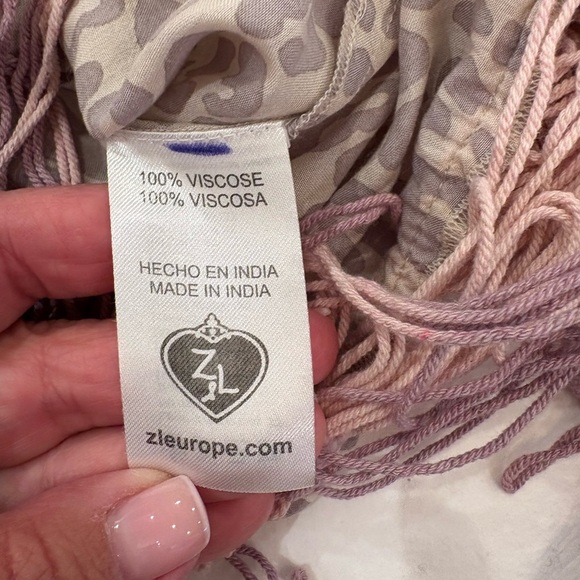 100% VISCOSE
100% VISCOSA
HECHO EN INDIA
MADE IN INDIA
ZL
zleurope.com